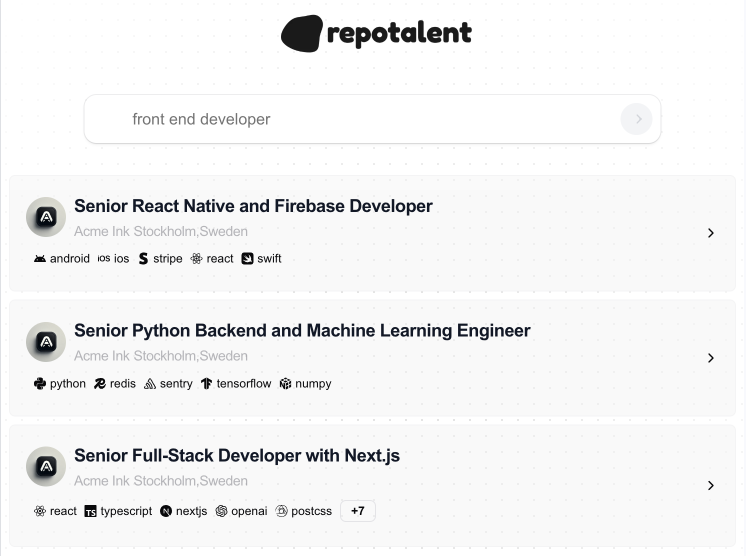 repotalent
front end developer
Senior React Native and Firebase Developer
Acme Ink Stockholm,Sweden
android iOS ios stripe react swift
Senior Python Backend and Machine Learning Engineer
Acme Ink Stockholm,Sweden
python redis sentry tensorflow numpy
Senior Full-Stack Developer with Next.js
Acme Ink Stockholm,Sweden
react TS typescript N nextjs openai postcss +7